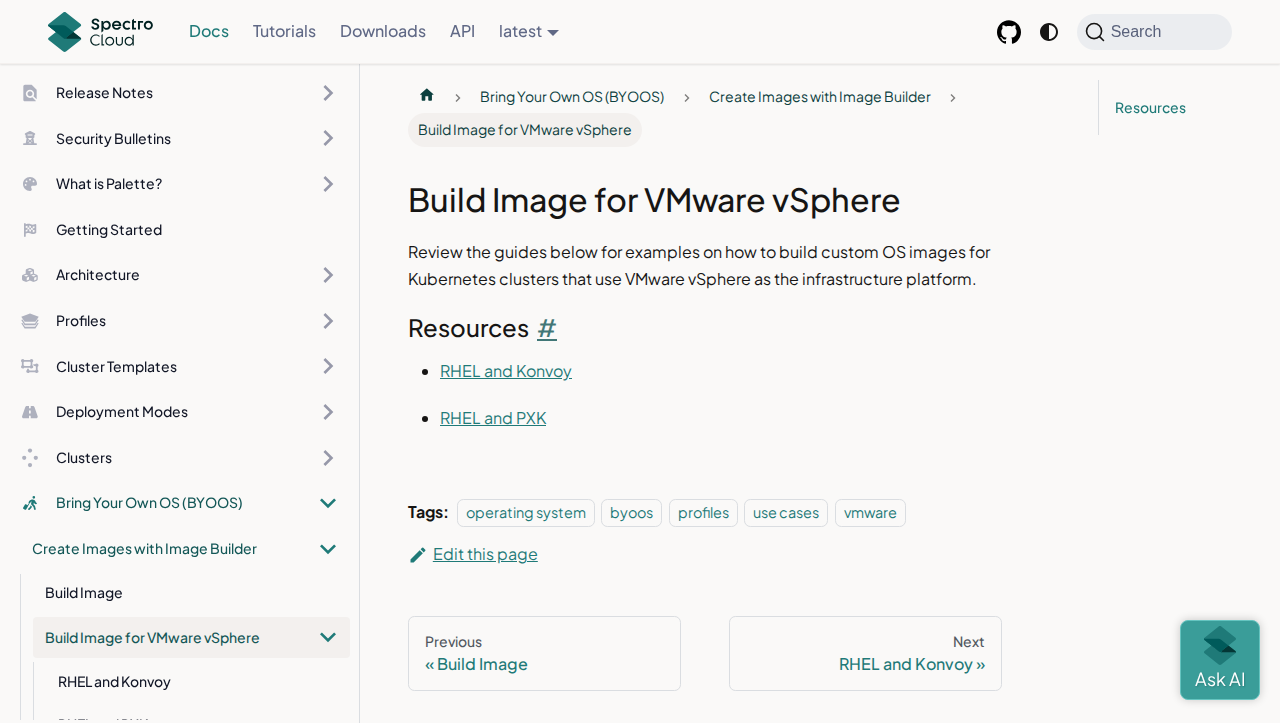 Spectro
Cloud
Docs
Tutorials
Downloads
API
latest
Search
Release Notes
Security Bulletins
What is Palette?
Getting Started
Architecture
Profiles
Cluster Templates
Deployment Modes
Clusters
Bring Your Own OS (BYOOS)
Create Images with Image Builder
Build Image
Build Image for VMware vSphere
RHEL and Konvoy
Bring Your Own OS (BYOOS)
Create Images with Image Builder
Build Image for VMware vSphere
Build Image for VMware vSphere
Review the guides below for examples on how to build custom OS images for
Kubernetes clusters that use VMware vSphere as the infrastructure platform.
Resources #
RHEL and Konvoy
RHEL and PXK
Tags: operating system byoos profiles use cases vmware
Edit this page
Previous
« Build Image
Next
RHEL and Konvoy »
Resources
Ask AI